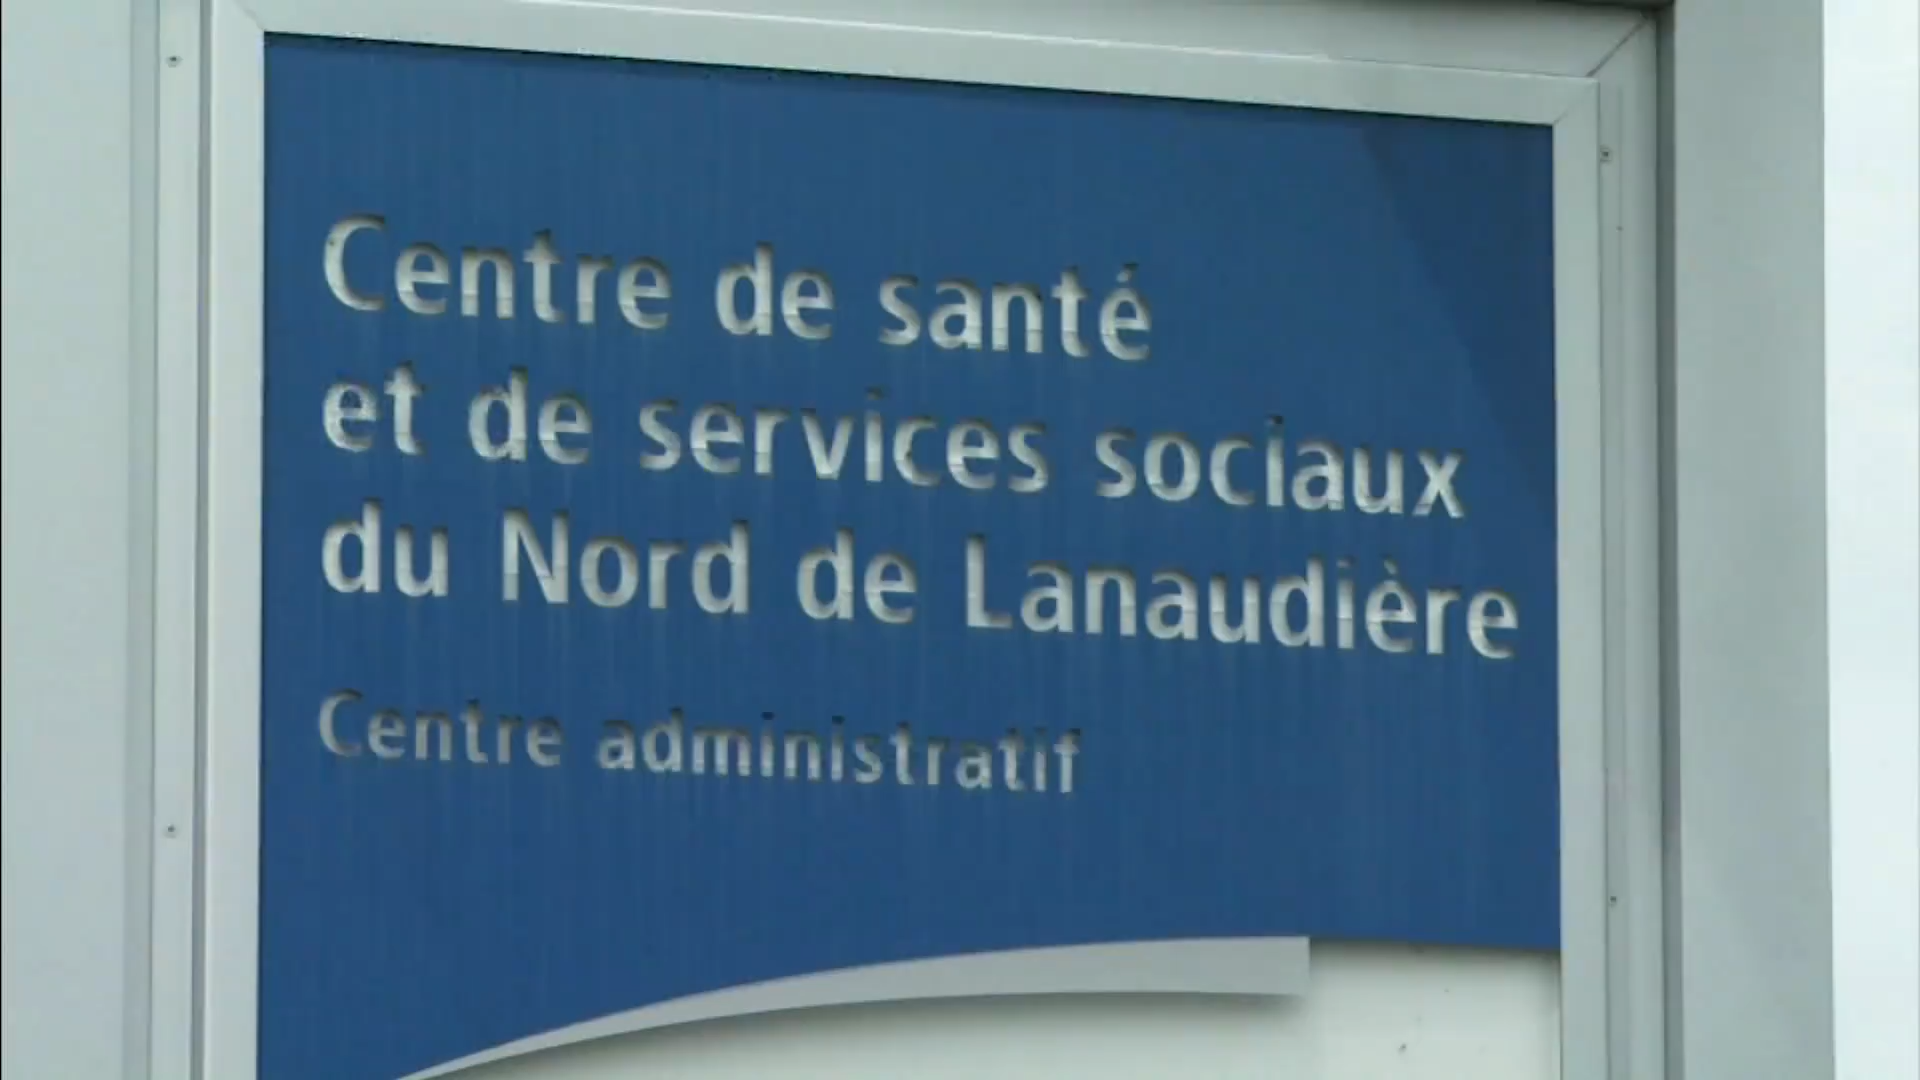 Centre de santé
et de services sociaux
du Nord de Lanaudière
Centre administratif